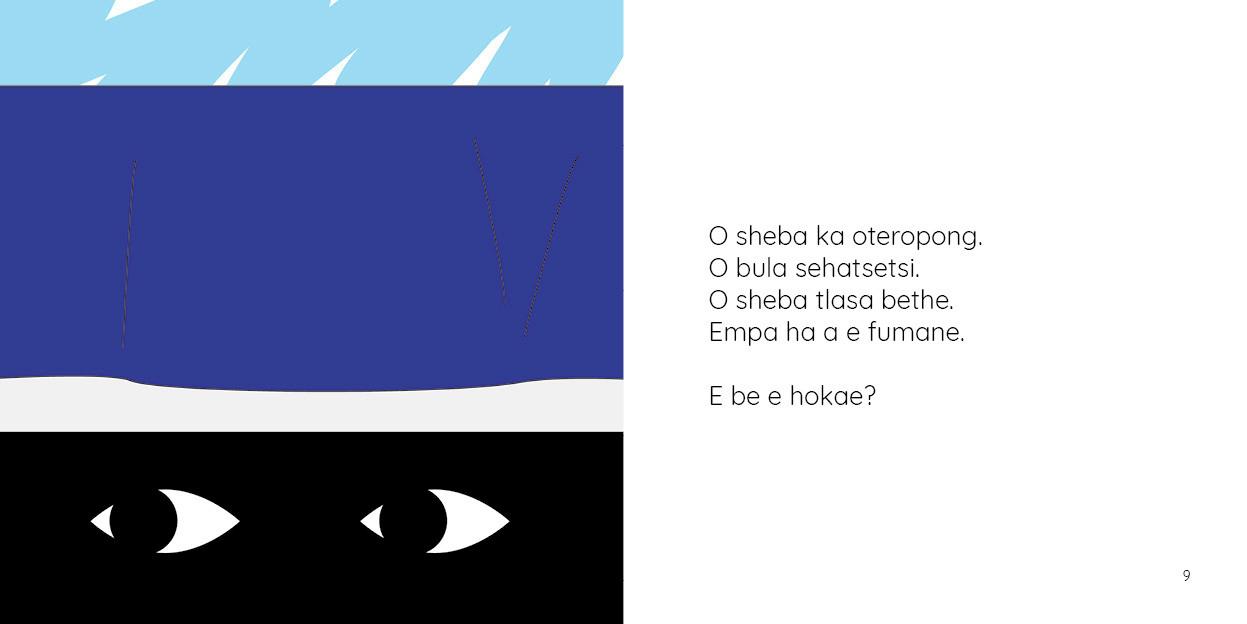 O sheba ka oteropong.
O bula sehatsetsi.
O sheba tlasa bethe.
Empa ha a e fumane.
E be e hokae?
9